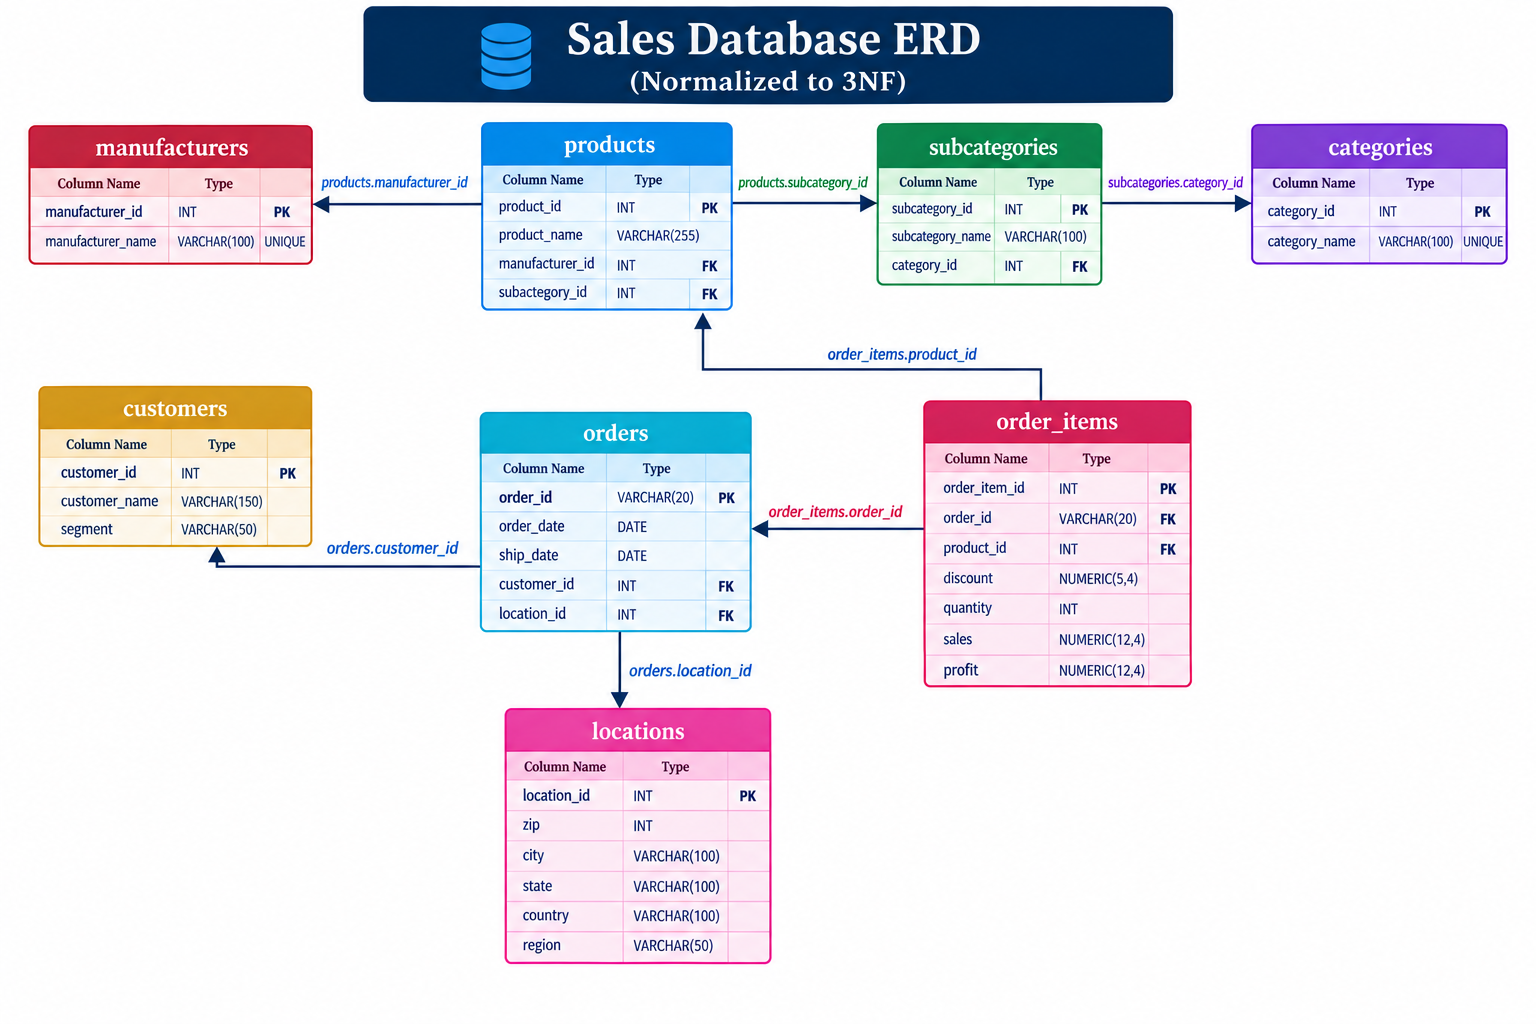 Sales Database ERD
(Normalized to 3NF)
manufacturers
Column Name Type
manufacturer_id INT PK
manufacturer_name VARCHAR(100) UNIQUE
products.manufacturer_id
products
Column Name Type
product_id INT PK
product_name VARCHAR(255)
manufacturer_id INT FK
subactegory_id INT FK
products.subcategory_id
subcategories
Column Name Type
subcategory_id INT PK
subcategory_name VARCHAR(100)
category_id INT FK
subcategories.category_id
categories
Column Name Type
category_id INT PK
category_name VARCHAR(100) UNIQUE
order_items.product_id
customers
Column Name Type
customer_id INT PK
customer_name VARCHAR(150)
segment VARCHAR(50)
orders.customer_id
orders
Column Name Type
order_id VARCHAR(20) PK
order_date DATE
ship_date DATE
customer_id INT FK
location_id INT FK
order_items.order_id
order_items
Column Name Type
order_item_id INT PK
order_id VARCHAR(20) FK
product_id INT FK
discount NUMERIC(5,4)
quantity INT
sales NUMERIC(12,4)
profit NUMERIC(12,4)
orders.location_id
locations
Column Name Type
location_id INT PK
zip INT
city VARCHAR(100)
state VARCHAR(100)
country VARCHAR(100)
region VARCHAR(50)